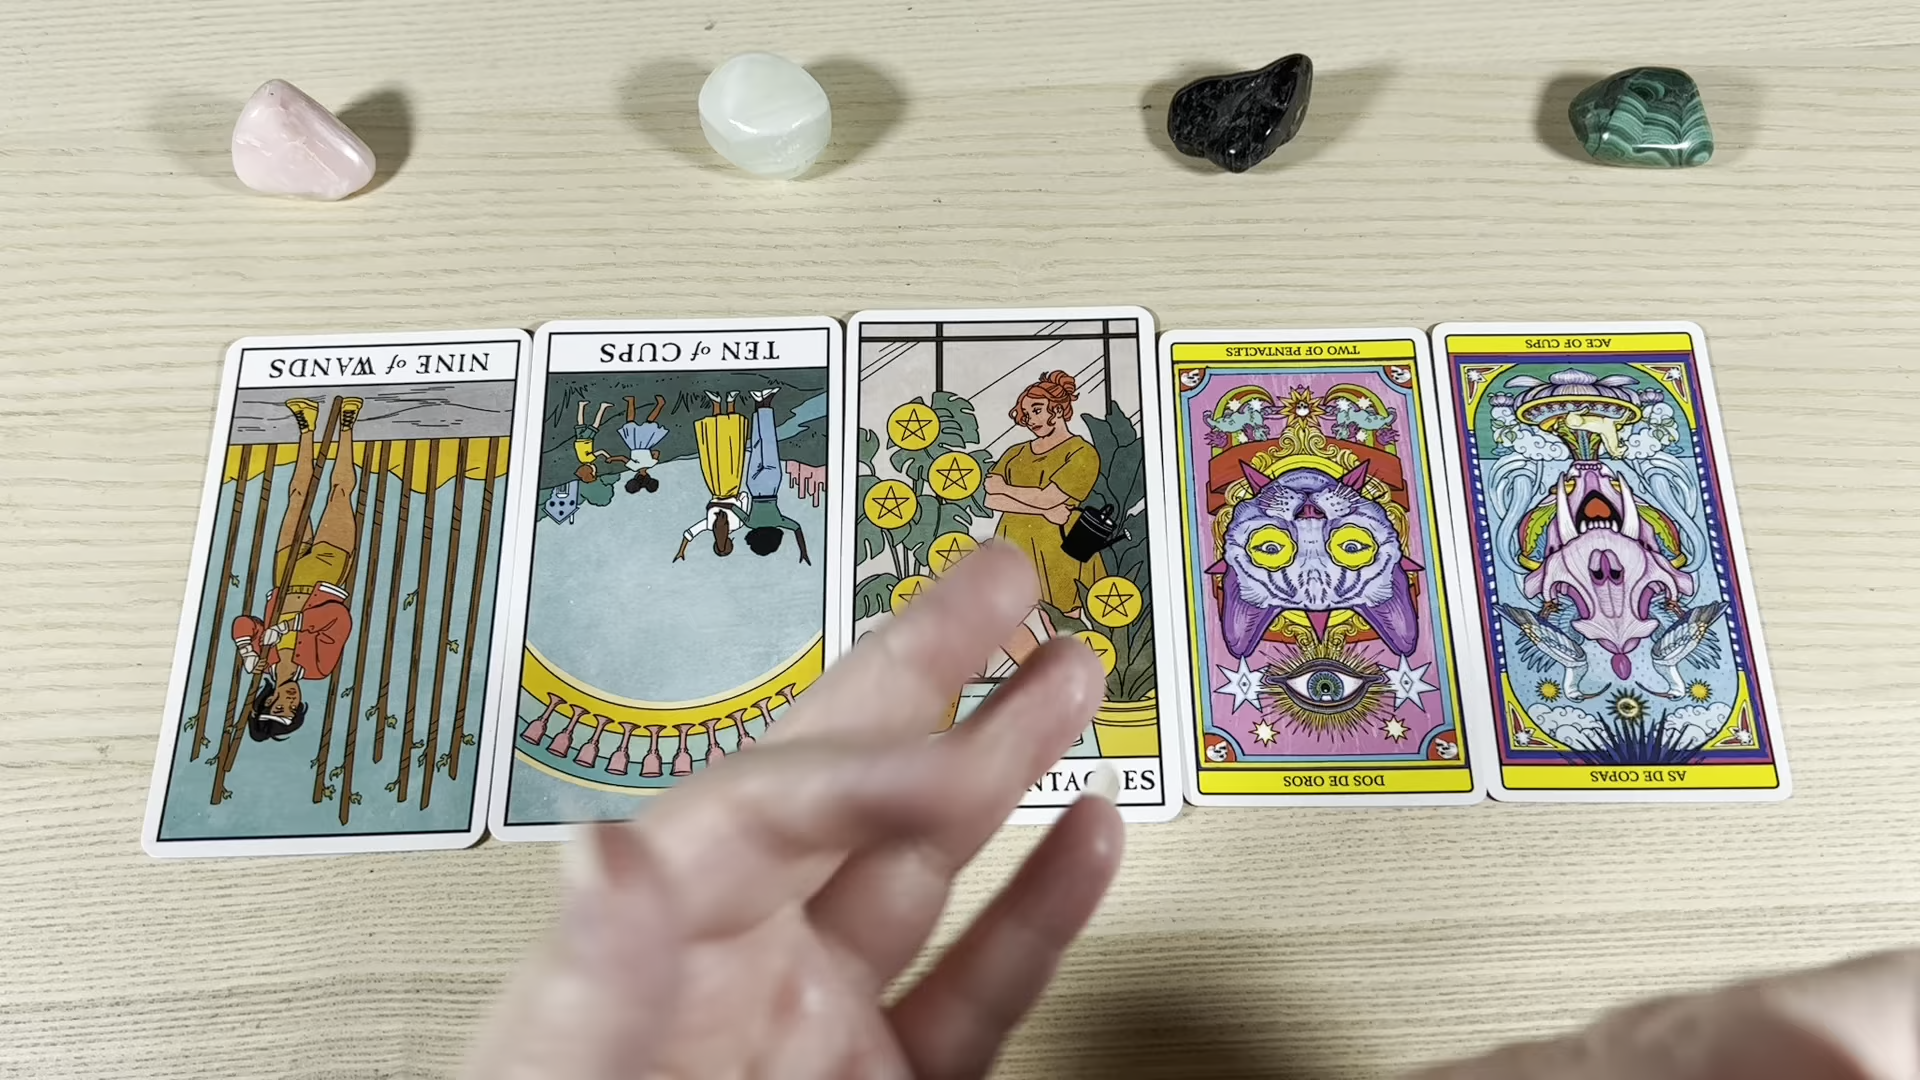 NINE of WANDS
TEN of CUPS
TWO OF PENTACLES
ACE OF CUPS
DOS DE OROS
AS DE COPAS